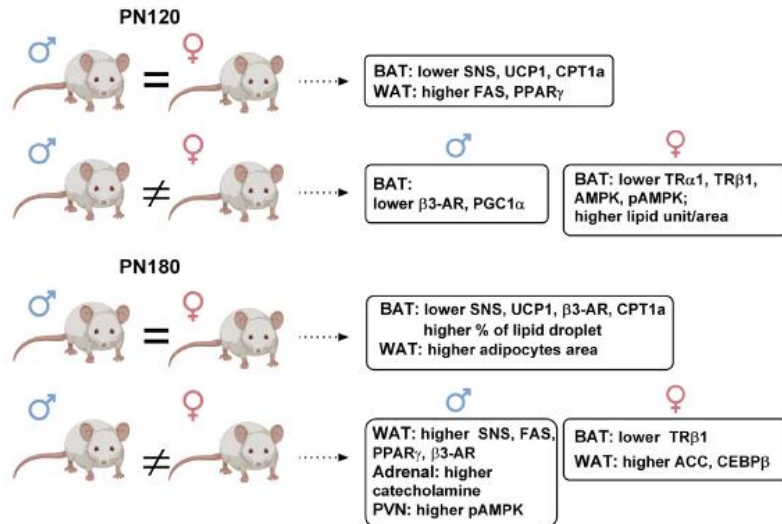 PN120
♂ = ♀
BAT: lower SNS, UCP1, CPT1a
WAT: higher FAS, PPARγ
♂ ≠ ♀
♂
BAT:
lower β3-AR, PGC1α
♀
BAT: lower TRα1, TRβ1,
AMPK, pAMPK;
higher lipid unit/area
PN180
♂ = ♀
BAT: lower SNS, UCP1, β3-AR, CPT1a
higher % of lipid droplet
WAT: higher adipocytes area
♂ ≠ ♀
♂
WAT: higher SNS, FAS,
PPARγ, β3-AR
Adrenal: higher
catecholamine
PVN: higher pAMPK
♀
BAT: lower TRβ1
WAT: higher ACC, CEBPβ